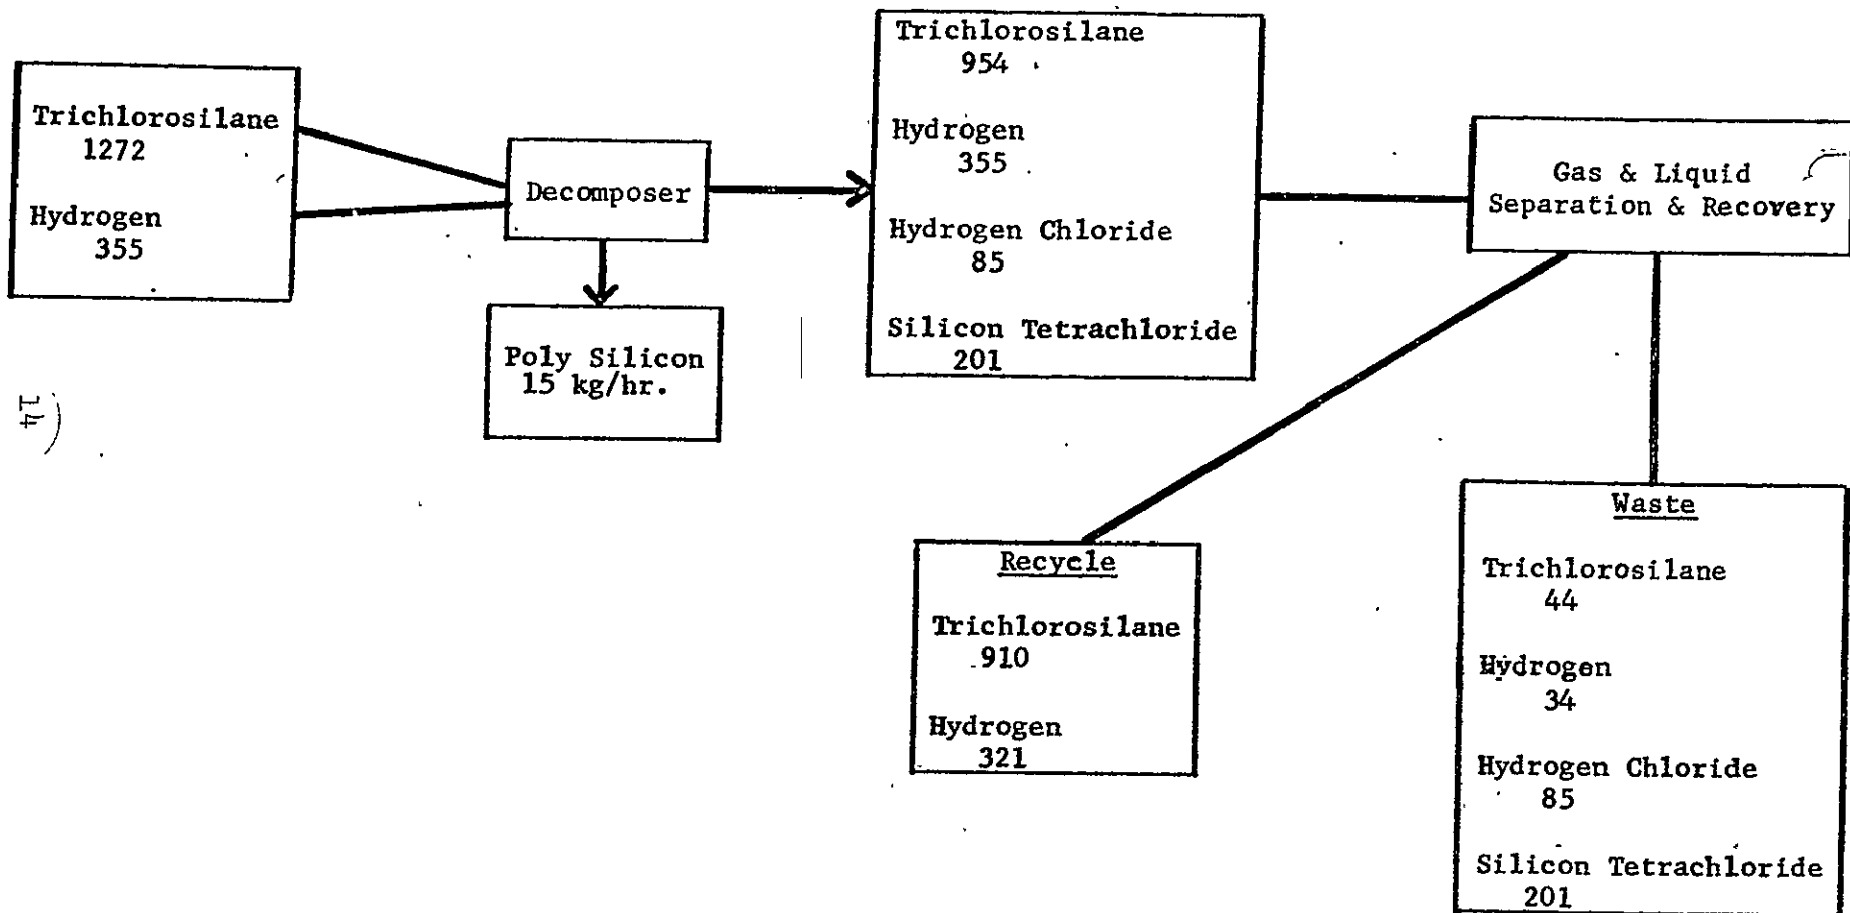 Trichlorosilane
1272
Hydrogen
355
Decomposer
Poly Silicon
15 kg/hr.
Trichlorosilane
954
Hydrogen
355
Hydrogen Chloride
85
Silicon Tetrachloride
201
Gas & Liquid
Separation & Recovery
Recycle
Trichlorosilane
910
Hydrogen
321
Waste
Trichlorosilane
44
Hydrogen
34
Hydrogen Chloride
85
Silicon Tetrachloride
201
14